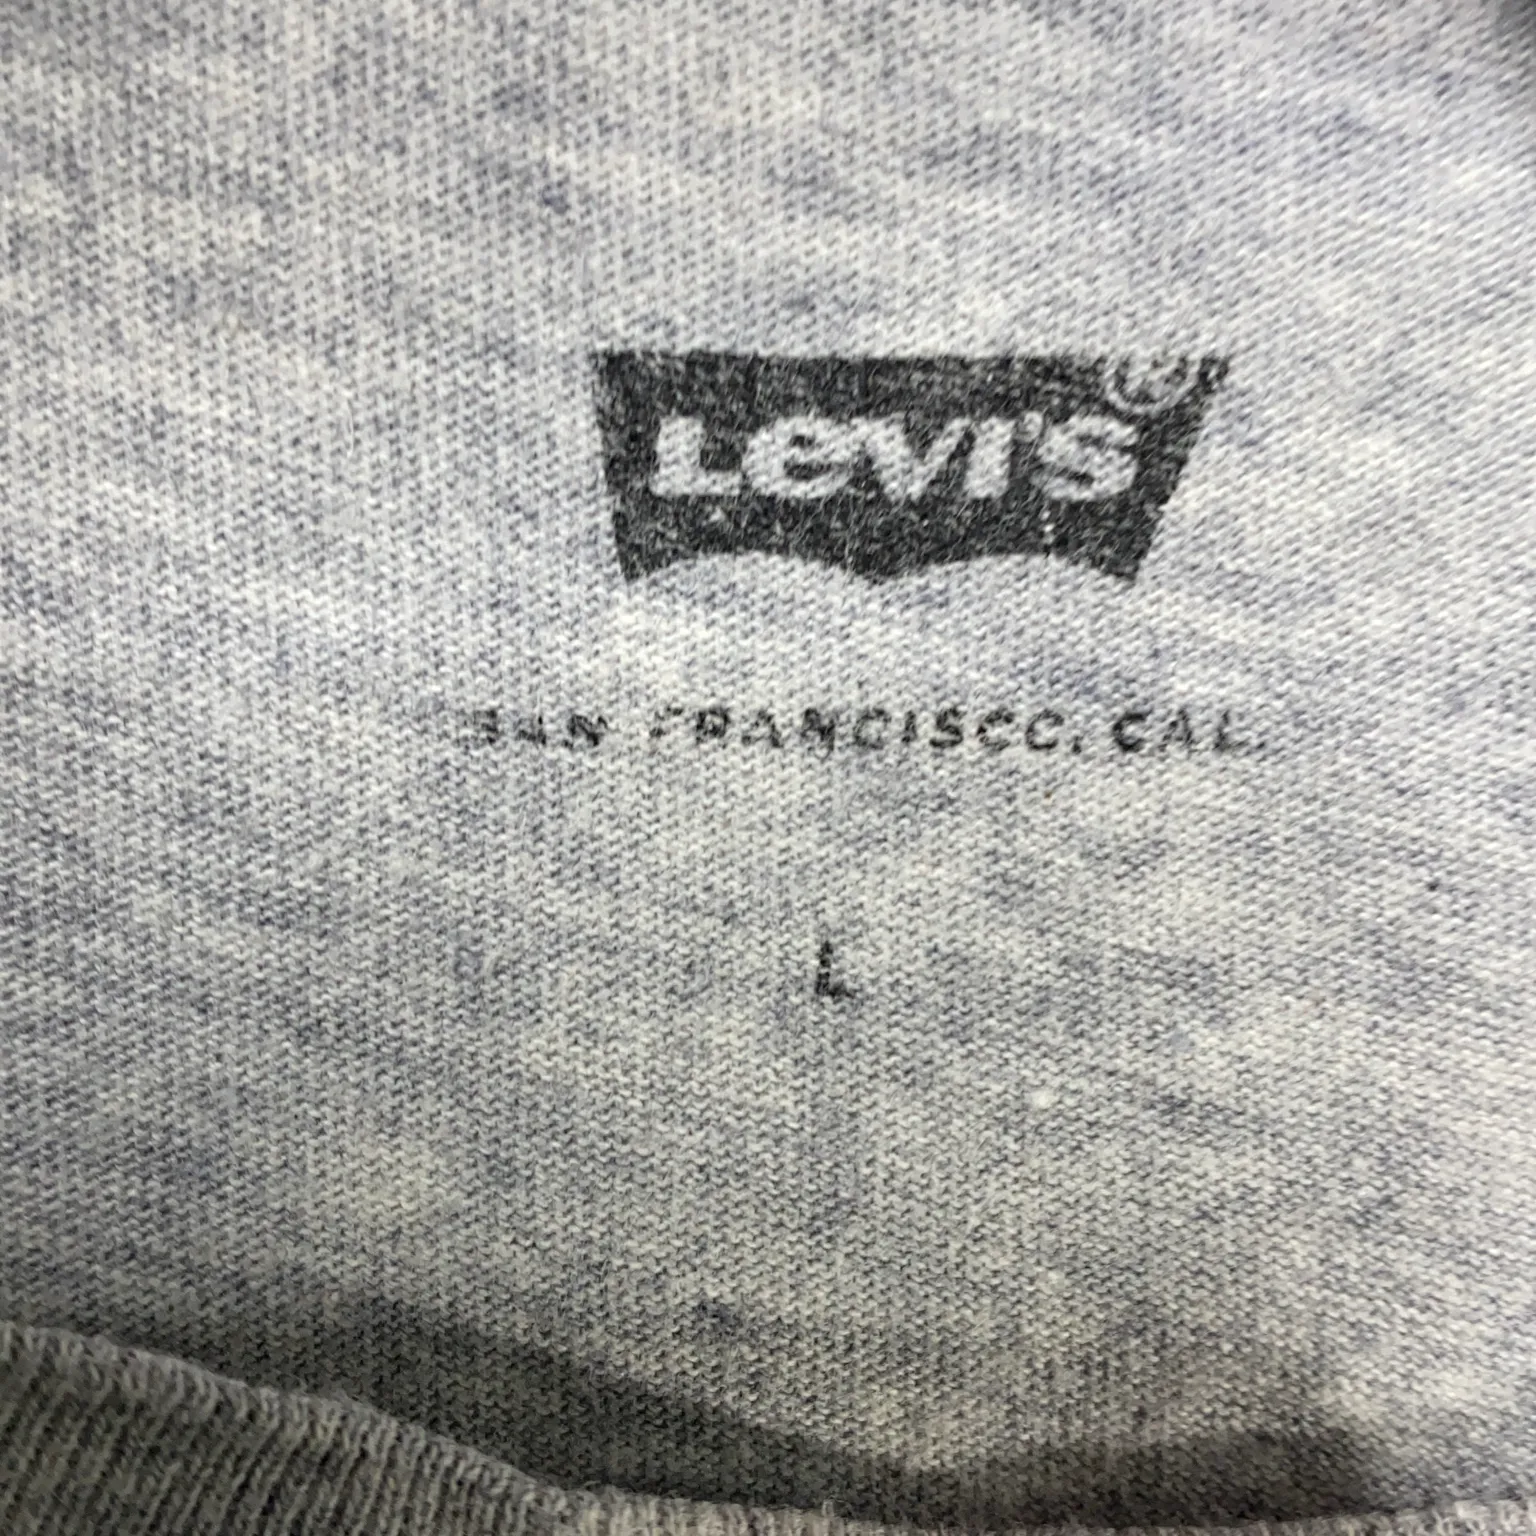 Levi's ®
SAN FRANCISCO, CAL.
L